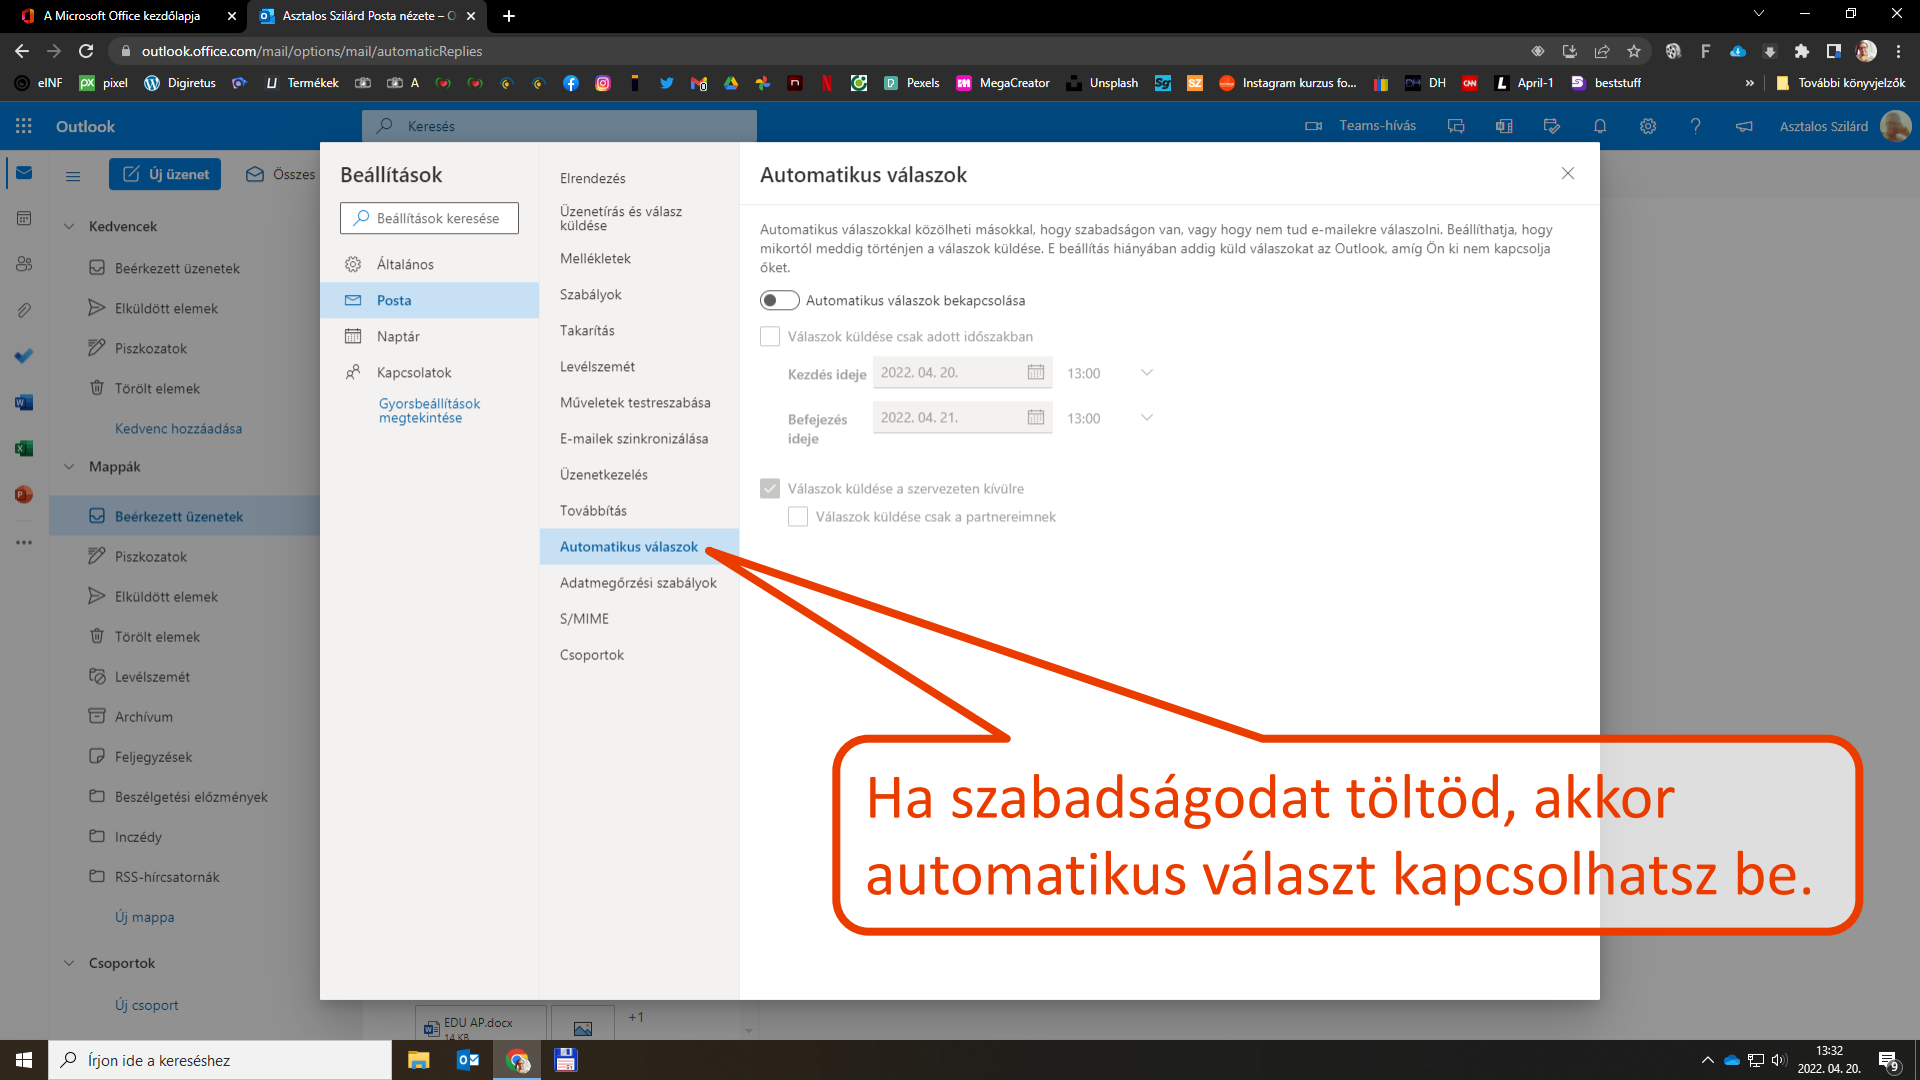 A Microsoft Office kezdőlapja
Asztalos Szilárd Posta nézete – O
outlook.office.com/mail/options/mail/automaticReplies
eINF
pixel
Digiretus
Termékek
A
Pexels
MegaCreator
Unsplash
Instagram kurzus fo...
DH
April-1
beststuff
További könyvjelzők
Outlook
Keresés
Teams-hívás
Asztalos Szilárd
Új üzenet
Összes
Kedvencek
Beérkezett üzenetek
Elküldött elemek
Piszkozatok
Törölt elemek
Kedvenc hozzáadása
Mappák
Beérkezett üzenetek
Piszkozatok
Elküldött elemek
Törölt elemek
Levélszemét
Archívum
Feljegyzések
Beszélgetési előzmények
Inczédy
RSS-hírcsatornák
Új mappa
Csoportok
Új csoport
Beállítások
Beállítások keresése
Általános
Posta
Naptár
Kapcsolatok
Gyorsbeállítások
megtekintése
Elrendezés
Üzenetírás és válasz
küldése
Mellékletek
Szabályok
Takarítás
Levélszemét
Műveletek testreszabása
E-mailek szinkronizálása
Üzenetkezelés
Továbbítás
Automatikus válaszok
Adatmegőrzési szabályok
S/MIME
Csoportok
Automatikus válaszok
Automatikus válaszokkal közölheti másokkal, hogy szabadságon van, vagy hogy nem tud e-mailekre válaszolni. Beállíthatja, hogy
mikortól meddig történjen a válaszok küldése. E beállítás hiányában addig küld válaszokat az Outlook, amíg Ön ki nem kapcsolja
őket.
Automatikus válaszok bekapcsolása
Válaszok küldése csak adott időszakban
Kezdés ideje
2022. 04. 20.
13:00
Befejezés
ideje
2022. 04. 21.
13:00
Válaszok küldése a szervezeten kívülre
Válaszok küldése csak a partnereimnek
Ha szabadságodat töltöd, akkor
automatikus választ kapcsolhatsz be.
EDU AP.docx
14 KB
+1
Írjon ide a kereséshez
13:32
2022. 04. 20.
9